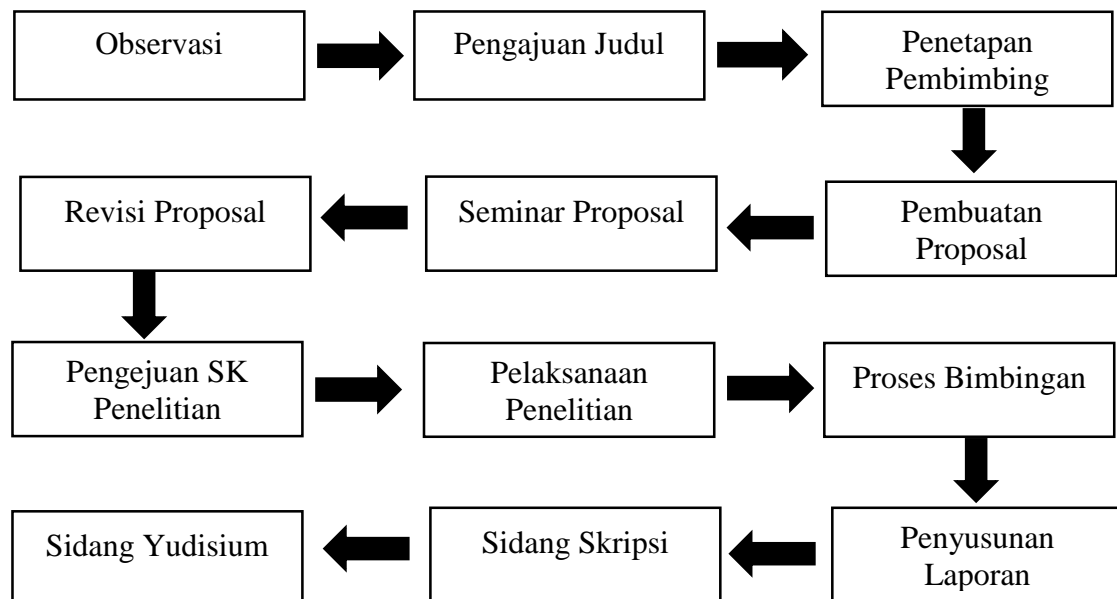 Observasi
Pengajuan Judul
Penetapan
Pembimbing
Pembuatan
Proposal
Seminar Proposal
Revisi Proposal
Pengejuan SK
Penelitian
Pelaksanaan
Penelitian
Proses Bimbingan
Penyusunan
Laporan
Sidang Skripsi
Sidang Yudisium